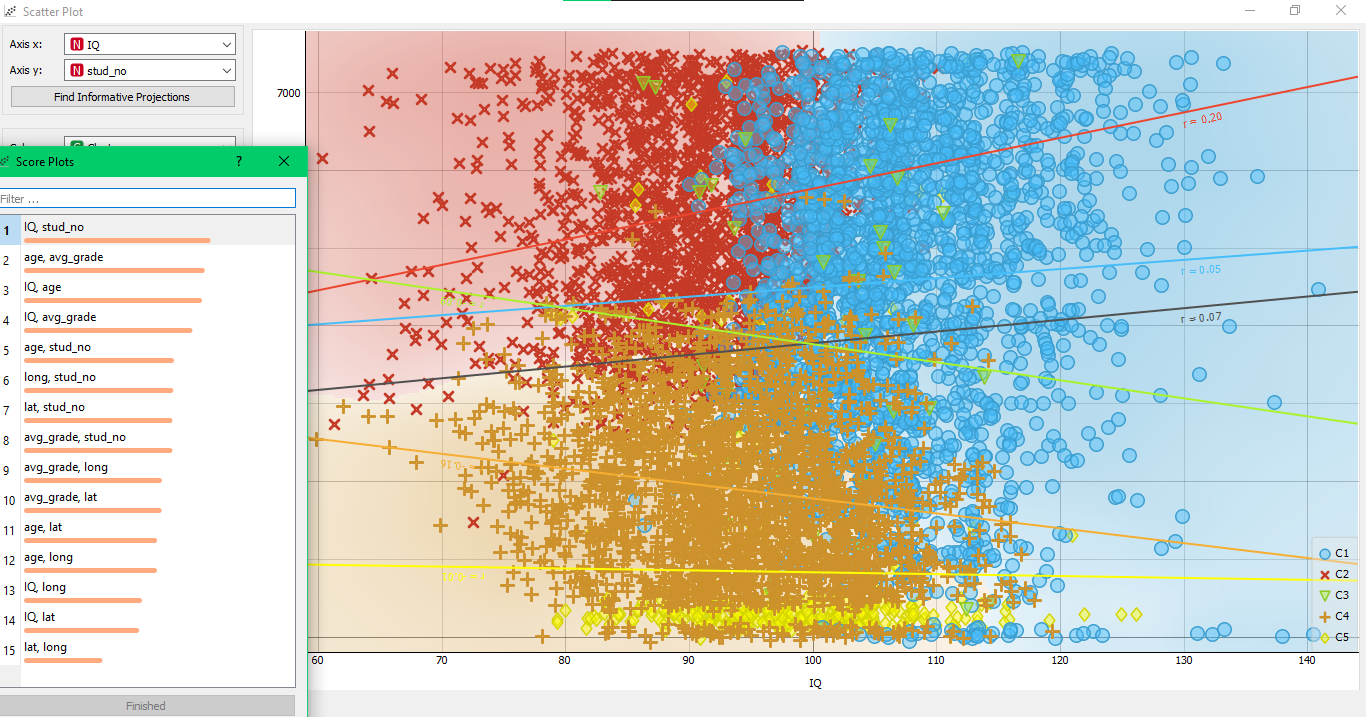 Scatter Plot
Axis x: N IQ
Axis y: N stud_no
Find Informative Projections
Score Plots ?
Filter ...
1 IQ, stud_no
2 age, avg_grade
3 IQ, age
4 IQ, avg_grade
5 age, stud_no
6 long, stud_no
7 lat, stud_no
8 avg_grade, stud_no
9 avg_grade, long
10 avg_grade, lat
11 age, lat
12 age, long
13 IQ, long
14 IQ, lat
15 lat, long
Finished
7000
r = 0.20
r = 0.05
r = 0.07
C1
C2
C3
C4
C5
60 70 80 90 100 110 120 130 140
IQ